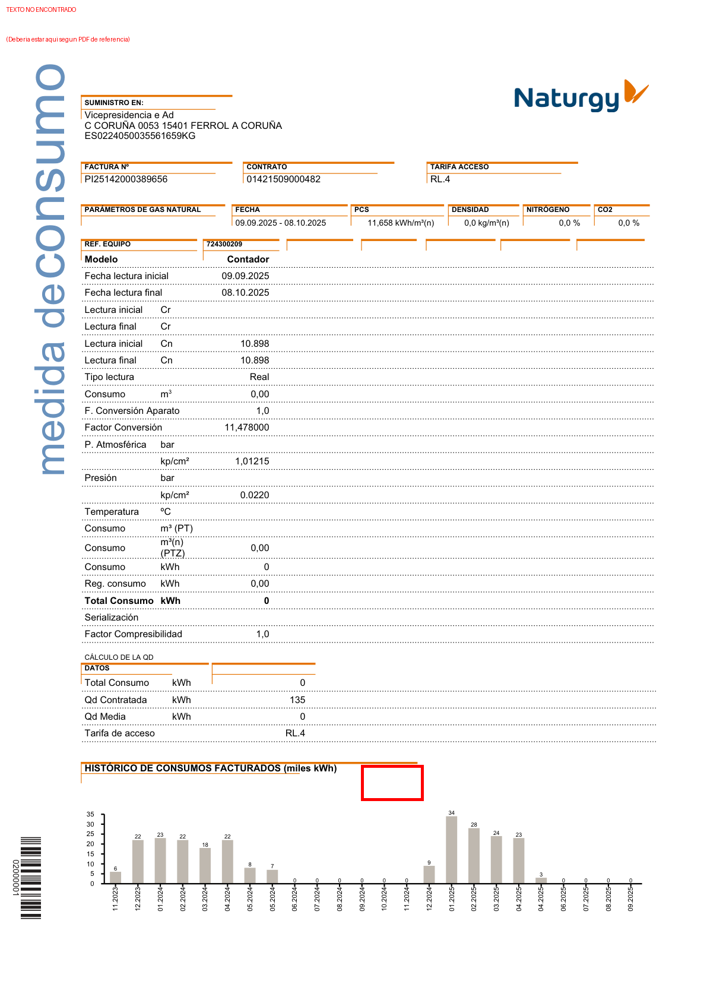 TEXTO NO ENCONTRADO
(Deberia estar aqui segun PDF de referencia)
medida de consumo
Naturgy
SUMINISTRO EN:
Vicepresidencia e Ad
C CORUÑA 0053 15401 FERROL A CORUÑA
ES0224050035561659KG
FACTURA Nº CONTRATO TARIFA ACCESO
PI25142000389656 01421509000482 RL.4
PARÁMETROS DE GAS NATURAL FECHA PCS DENSIDAD NITRÓGENO CO2
09.09.2025 - 08.10.2025 11,658 kWh/m³(n) 0,0 kg/m³(n) 0,0 % 0,0 %
REF. EQUIPO 724300209
Modelo Contador
Fecha lectura inicial 09.09.2025
Fecha lectura final 08.10.2025
Lectura inicial Cr
Lectura final Cr
Lectura inicial Cn 10.898
Lectura final Cn 10.898
Tipo lectura Real
Consumo m³ 0,00
F. Conversión Aparato 1,0
Factor Conversión 11,478000
P. Atmosférica bar
kp/cm² 1,01215
Presión bar
kp/cm² 0.0220
Temperatura ºC
Consumo m³ (PT)
Consumo m³(n) (PTZ) 0,00
Consumo kWh 0
Reg. consumo kWh 0,00
Total Consumo kWh 0
Serialización
Factor Compresibilidad 1,0
CÁLCULO DE LA QD
DATOS
Total Consumo kWh 0
Qd Contratada kWh 135
Qd Media kWh 0
Tarifa de acceso RL.4
HISTÓRICO DE CONSUMOS FACTURADOS (miles kWh)
35
30
25
20
15
10
5
0
6 22 23 22 18 22 8 7 0 0 0 0 0 0 9 34 28 24 23 3 0 0 0 0
11.2023 12.2023 01.2024 02.2024 03.2024 04.2024 05.2024 05.2024 06.2024 07.2024 08.2024 09.2024 10.2024 11.2024 12.2024 01.2025 02.2025 03.2025 04.2025 04.2025 06.2025 07.2025 08.2025 09.2025
02000001